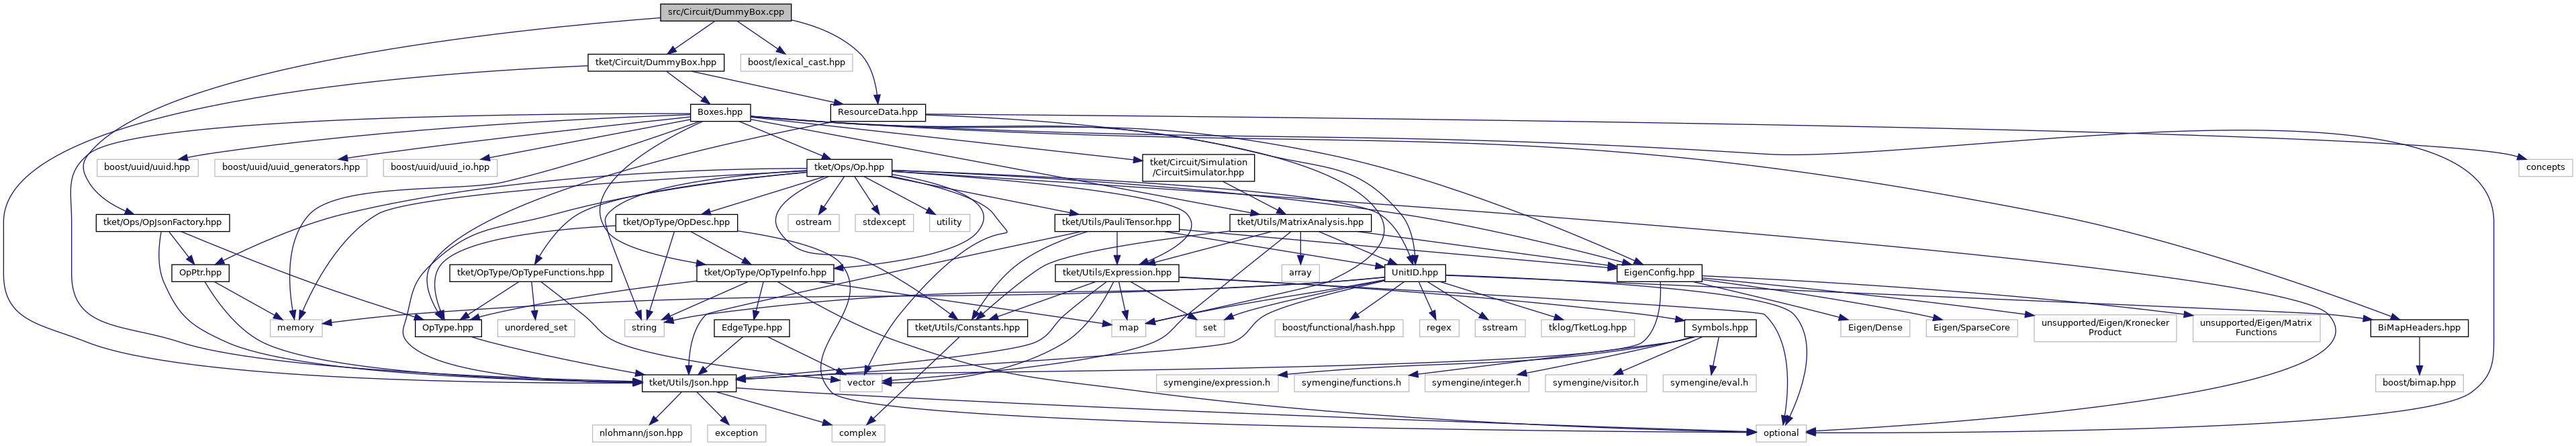 src/Circuit/DummyBox.cpp
tket/Circuit/DummyBox.hpp
boost/lexical_cast.hpp
Boxes.hpp
ResourceData.hpp
boost/uuid/uuid.hpp
boost/uuid/uuid_generators.hpp
boost/uuid/uuid_io.hpp
tket/Ops/Op.hpp
tket/Circuit/Simulation
/CircuitSimulator.hpp
concepts
tket/Ops/OpJsonFactory.hpp
tket/OpType/OpDesc.hpp
ostream
stdexcept
utility
tket/Utils/PauliTensor.hpp
tket/Utils/MatrixAnalysis.hpp
OpPtr.hpp
tket/OpType/OpTypeFunctions.hpp
tket/OpType/OpTypeInfo.hpp
tket/Utils/Expression.hpp
array
UnitID.hpp
EigenConfig.hpp
memory
OpType.hpp
unordered_set
string
EdgeType.hpp
tket/Utils/Constants.hpp
map
set
boost/functional/hash.hpp
regex
sstream
tklog/TketLog.hpp
Symbols.hpp
Eigen/Dense
Eigen/SparseCore
unsupported/Eigen/Kronecker
Product
unsupported/Eigen/Matrix
Functions
BiMapHeaders.hpp
tket/Utils/Json.hpp
vector
symengine/expression.h
symengine/functions.h
symengine/integer.h
symengine/visitor.h
symengine/eval.h
boost/bimap.hpp
nlohmann/json.hpp
exception
complex
optional